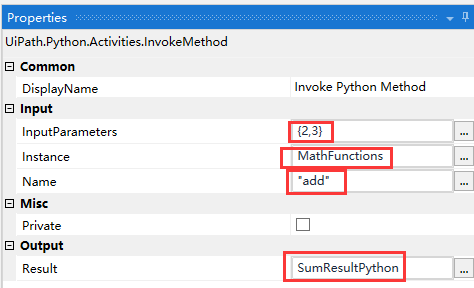 Properties
UiPath.Python.Activities.InvokeMethod
Common
DisplayName Invoke Python Method
Input
InputParameters {2,3} ...
Instance MathFunctions ...
Name "add" ...
Misc
Private
Output
Result SumResultPython ...